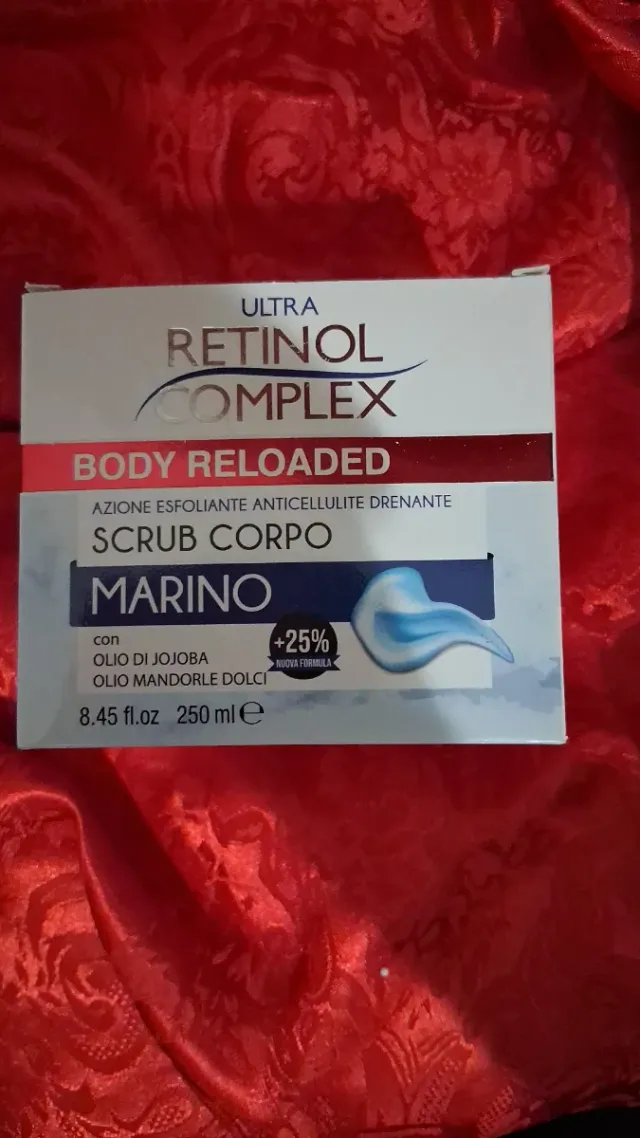 ULTRA
RETINOL
COMPLEX
BODY RELOADED
AZIONE ESFOLIANTE ANTICELLULITE DRENANTE
SCRUB CORPO
MARINO
con
OLIO DI JOJOBA
OLIO MANDORLE DOLCI
+25%
NUOVA FORMULA
8.45 fl.oz 250 ml ℮